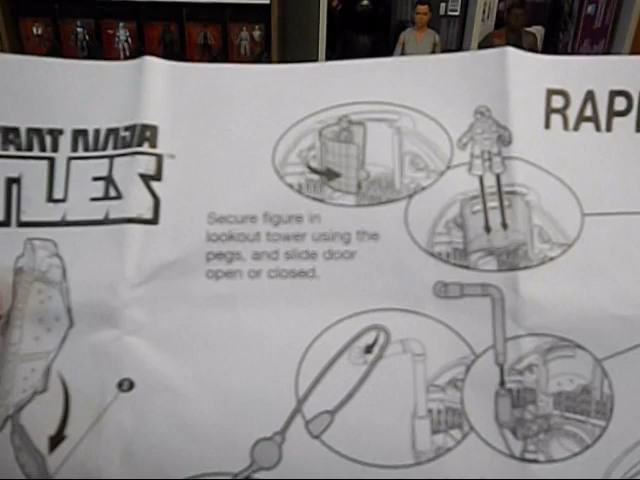 ANT NINJA
TLES
RAP
Secure figure in
lookout tower using the
pegs, and slide door
open or closed.